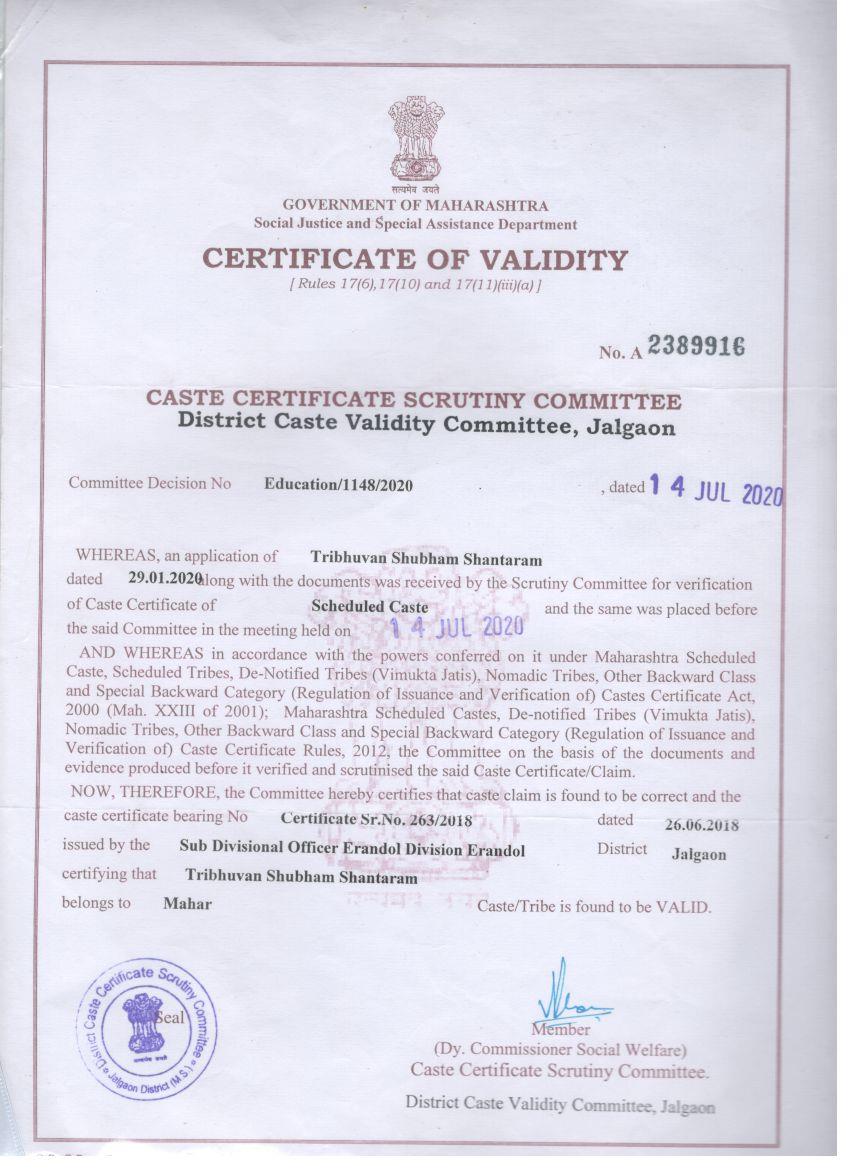 सत्यमेव जयते
GOVERNMENT OF MAHARASHTRA
Social Justice and Special Assistance Department
CERTIFICATE OF VALIDITY
[ Rules 17(6),17(10) and 17(11)(iii)(a) ]
No. A 2389916
CASTE CERTIFICATE SCRUTINY COMMITTEE
District Caste Validity Committee, Jalgaon
Committee Decision No Education/1148/2020 , dated 14 JUL 2020
WHEREAS, an application of Tribhuvan Shubham Shantaram
dated 29.01.2020 along with the documents was received by the Scrutiny Committee for verification
of Caste Certificate of Scheduled Caste and the same was placed before
the said Committee in the meeting held on 14 JUL 2020
AND WHEREAS in accordance with the powers conferred on it under Maharashtra Scheduled
Caste, Scheduled Tribes, De-Notified Tribes (Vimukta Jatis), Nomadic Tribes, Other Backward Class
and Special Backward Category (Regulation of Issuance and Verification of) Castes Certificate Act,
2000 (Mah. XXIII of 2001); Maharashtra Scheduled Castes, De-notified Tribes (Vimukta Jatis),
Nomadic Tribes, Other Backward Class and Special Backward Category (Regulation of Issuance and
Verification of) Caste Certificate Rules, 2012, the Committee on the basis of the documents and
evidence produced before it verified and scrutinised the said Caste Certificate/Claim.
NOW, THEREFORE, the Committee hereby certifies that caste claim is found to be correct and the
caste certificate bearing No Certificate Sr.No. 263/2018 dated 26.06.2018
issued by the Sub Divisional Officer Erandol Division Erandol District Jalgaon
certifying that Tribhuvan Shubham Shantaram
belongs to Mahar Caste/Tribe is found to be VALID.
District Caste Certificate Scrutiny Committee
Jalgaon District (M.S.)
Seal
Member
(Dy. Commissioner Social Welfare)
Caste Certificate Scrutiny Committee.
District Caste Validity Committee, Jalgaon